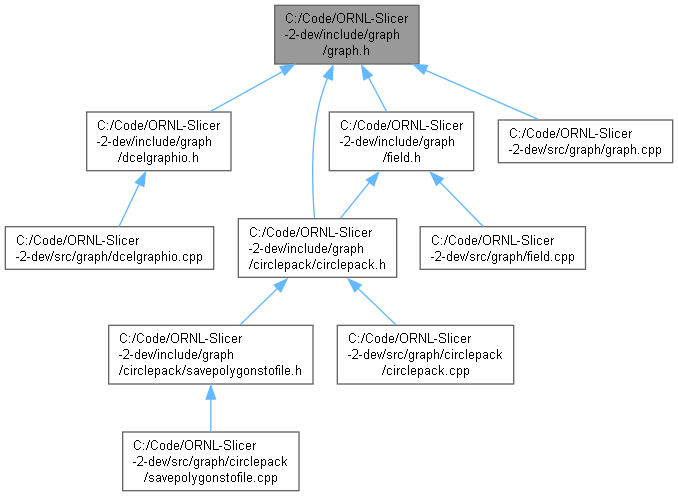 C:/Code/ORNL-Slicer
-2-dev/include/graph
/graph.h
C:/Code/ORNL-Slicer
-2-dev/include/graph
/dcelgraphio.h
C:/Code/ORNL-Slicer
-2-dev/include/graph
/field.h
C:/Code/ORNL-Slicer
-2-dev/src/graph/graph.cpp
C:/Code/ORNL-Slicer
-2-dev/src/graph/dcelgraphio.cpp
C:/Code/ORNL-Slicer
-2-dev/include/graph
/circlepack/circlepack.h
C:/Code/ORNL-Slicer
-2-dev/src/graph/field.cpp
C:/Code/ORNL-Slicer
-2-dev/include/graph
/circlepack/savepolygonstofile.h
C:/Code/ORNL-Slicer
-2-dev/src/graph/circlepack
/circlepack.cpp
C:/Code/ORNL-Slicer
-2-dev/src/graph/circlepack
/savepolygonstofile.cpp